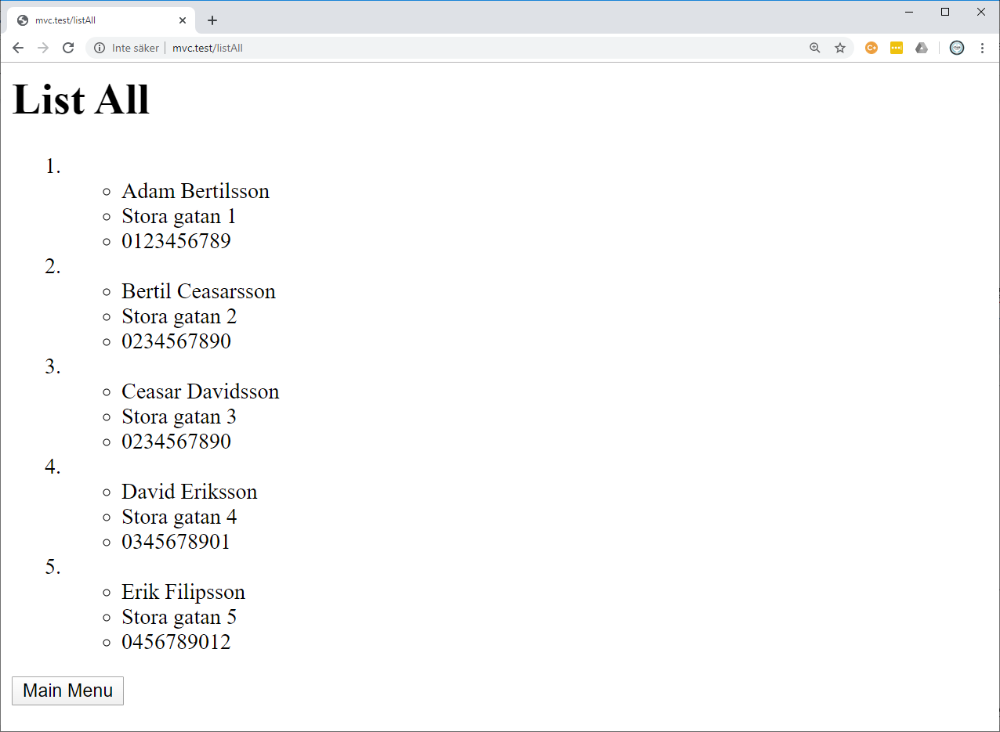 mvc.test/listAll
Inte säker mvc.test/listAll
List All
1.
Adam Bertilsson
Stora gatan 1
0123456789
2.
Bertil Ceasarsson
Stora gatan 2
0234567890
3.
Ceasar Davidsson
Stora gatan 3
0234567890
4.
David Eriksson
Stora gatan 4
0345678901
5.
Erik Filipsson
Stora gatan 5
0456789012
Main Menu